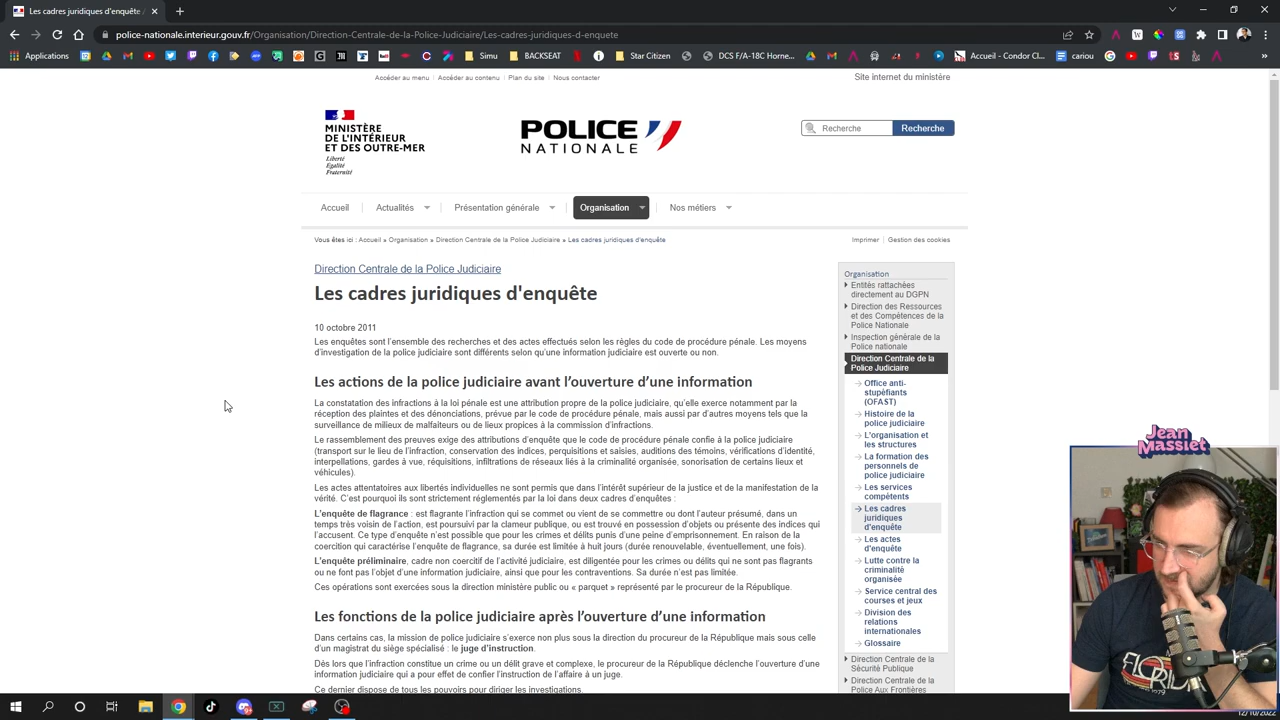 Les cadres juridiques d'enquête
police-nationale.interieur.gouv.fr/Organisation/Direction-Centrale-de-la-Police-Judiciaire/Les-cadres-juridiques-d-enquete
Applications
Simu
BACKSEAT
Star Citizen
DCS F/A-18C Horne...
Accueil - Condor Cl...
cariou
Autres favoris
Accéder au menu
Accéder au contenu
Plan du site
Nous contacter
Site internet du ministère
MINISTÈRE
DE L'INTÉRIEUR
ET DES OUTRE-MER
Liberté
Égalité
Fraternité
POLICE
NATIONALE
Recherche
Recherche
Accueil
Actualités
Présentation générale
Organisation
Nos métiers
Vous êtes ici : Accueil » Organisation » Direction Centrale de la Police Judiciaire » Les cadres juridiques d'enquête
Imprimer
Gestion des cookies
Direction Centrale de la Police Judiciaire
Les cadres juridiques d'enquête
10 octobre 2011
Les enquêtes sont l'ensemble des recherches et des actes effectués selon les règles du code de procédure pénale. Les moyens
d'investigation de la police judiciaire sont différents selon qu'une information judiciaire est ouverte ou non.
Les actions de la police judiciaire avant l'ouverture d'une information
La constatation des infractions à la loi pénale est une attribution propre de la police judiciaire, qu'elle exerce notamment par la
réception des plaintes et des dénonciations, prévue par le code de procédure pénale, mais aussi par d'autres moyens tels que la
surveillance de milieux de malfaiteurs ou de lieux propices à la commission d'infractions.
Le rassemblement des preuves exige des attributions d'enquête que le code de procédure pénale confie à la police judiciaire
(transport sur le lieu de l'infraction, conservation des indices, perquisitions et saisies, auditions des témoins, vérifications d'identité,
interpellations, gardes à vue, réquisitions, infiltrations de réseaux liés à la criminalité organisée, sonorisation de certains lieux et
véhicules).
Les actes attentatoires aux libertés individuelles ne sont permis que dans l'intérêt supérieur de la justice et de la manifestation de la
vérité. C'est pourquoi ils sont strictement réglementés par la loi dans deux cadres d'enquêtes :
L'enquête de flagrance : est flagrante l'infraction qui se commet ou vient de se commettre ou dont l'auteur présumé, dans un
temps très voisin de l'action, est poursuivi par la clameur publique, ou est trouvé en possession d'objets ou présente des indices qui
l'accusent. Ce type d'enquête n'est possible que pour les crimes et délits punis d'une peine d'emprisonnement. En raison de la
coercition qui caractérise l'enquête de flagrance, sa durée est limitée à huit jours (durée renouvelable, éventuellement, une fois).
L'enquête préliminaire, cadre non coercitif de l'activité judiciaire, est diligentée pour les crimes ou délits qui ne sont pas flagrants
ou ne font pas l'objet d'une information judiciaire, ainsi que pour les contraventions. Sa durée n'est pas limitée.
Ces opérations sont exercées sous la direction ministère public ou « parquet » représenté par le procureur de la République.
Les fonctions de la police judiciaire après l'ouverture d'une information
Dans certains cas, la mission de police judiciaire s'exerce non plus sous la direction du procureur de la République mais sous celle
d'un magistrat du siège spécialisé : le juge d'instruction.
Dès lors que l'infraction constitue un crime ou un délit grave et complexe, le procureur de la République déclenche l'ouverture d'une
information judiciaire qui a pour effet de confier l'instruction de l'affaire à un juge.
Ce dernier dispose de tous les pouvoirs pour diriger les investigations.
Organisation
Entités rattachées
directement au DGPN
Direction des Ressources
et des Compétences de la
Police Nationale
Inspection générale de la
Police nationale
Direction Centrale de la
Police Judiciaire
Office anti-
stupéfiants
(OFAST)
Histoire de la
police judiciaire
L'organisation et
les structures
La formation des
personnels de
police judiciaire
Les services
compétents
Les cadres
juridiques
d'enquête
Les actes
d'enquête
Lutte contre la
criminalité
organisée
Service central des
courses et jeux
Division des
relations
internationales
Glossaire
Direction Centrale de la
Sécurité Publique
Direction Centrale de la
Police Aux Frontières
Jean
Massiet
FLORIDA
1979
12/10/2022